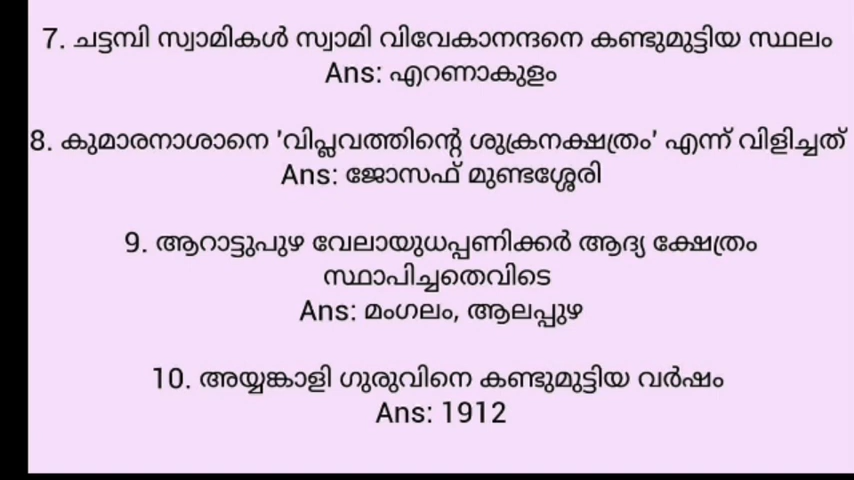 7. ചട്ടമ്പി സ്വാമികൾ സ്വാമി വിവേകാനന്ദനെ കണ്ടുമുട്ടിയ സ്ഥലം
Ans: എറണാകുളം
8. കുമാരനാശാനെ 'വിപ്ലവത്തിന്റെ ശുക്രനക്ഷത്രം' എന്ന് വിളിച്ചത്
Ans: ജോസഫ് മുണ്ടശ്ശേരി
9. ആറാട്ടുപുഴ വേലായുധപ്പണിക്കർ ആദ്യ ക്ഷേത്രം
സ്ഥാപിച്ചതെവിടെ
Ans: മംഗലം, ആലപ്പുഴ
10. അയ്യങ്കാളി ഗുരുവിനെ കണ്ടുമുട്ടിയ വർഷം
Ans: 1912